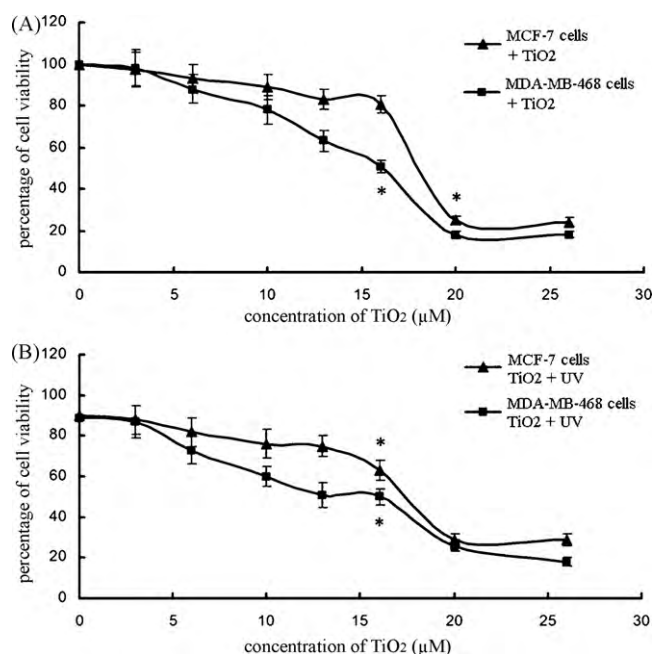 (A)
120
100
80
60
40
20
0
percentage of cell viability
MCF-7 cells
+ TiO2
MDA-MB-468 cells
+ TiO2
*
*
0 5 10 15 20 25 30
concentration of TiO2 (µM)
(B)
120
100
80
60
40
20
0
percentage of cell viability
MCF-7 cells
TiO2 + UV
MDA-MB-468 cells
TiO2 + UV
*
*
0 5 10 15 20 25 30
concentration of TiO2 (µM)